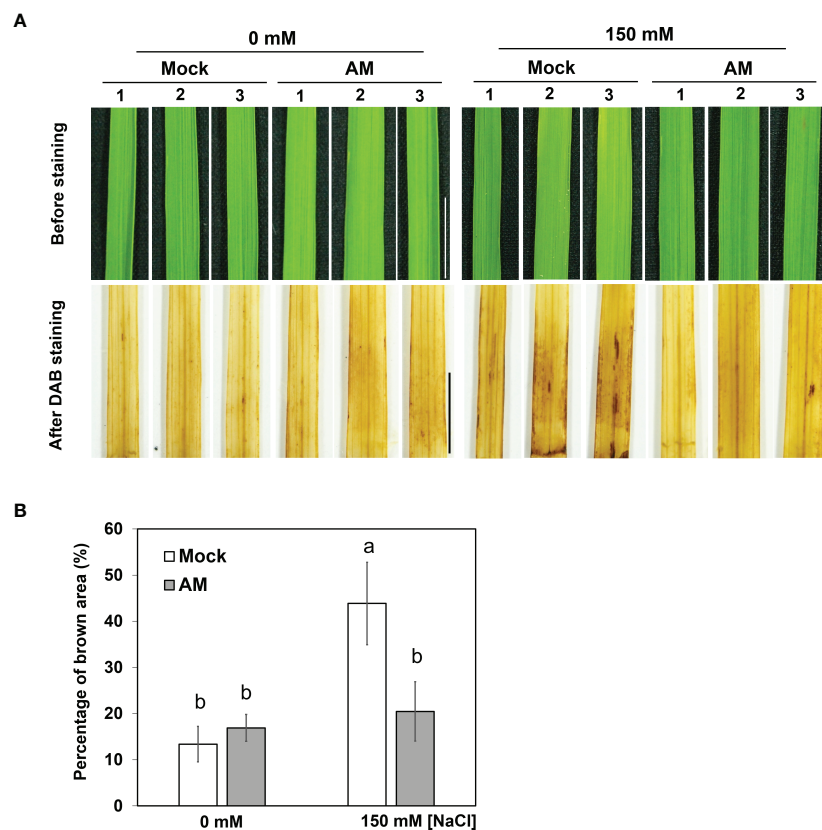 A
0 mM
150 mM
Mock
AM
Mock
AM
1
2
3
1
2
3
1
2
3
1
2
3
Before staining
After DAB staining
B
Percentage of brown area (%)
60
50
40
30
20
10
0
Mock
AM
b
b
a
b
0 mM
150 mM [NaCl]